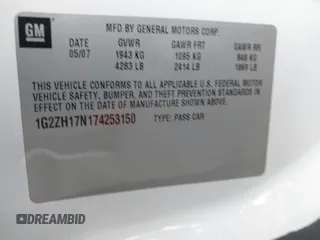 GM
MFD BY GENERAL MOTORS CORP.
DATE GVWR GAWR FRT GAWR RR
05/07 1943 KG 1095 KG 848 KG
4283 LB 2414 LB 1869 LB
THIS VEHICLE CONFORMS TO ALL APPLICABLE U.S. FEDERAL MOTOR
VEHICLE SAFETY, BUMPER, AND THEFT PREVENTION STANDARDS IN
EFFECT ON THE DATE OF MANUFACTURE SHOWN ABOVE.
1G2ZH17N174253150 TYPE: PASS CAR
DREAMBID